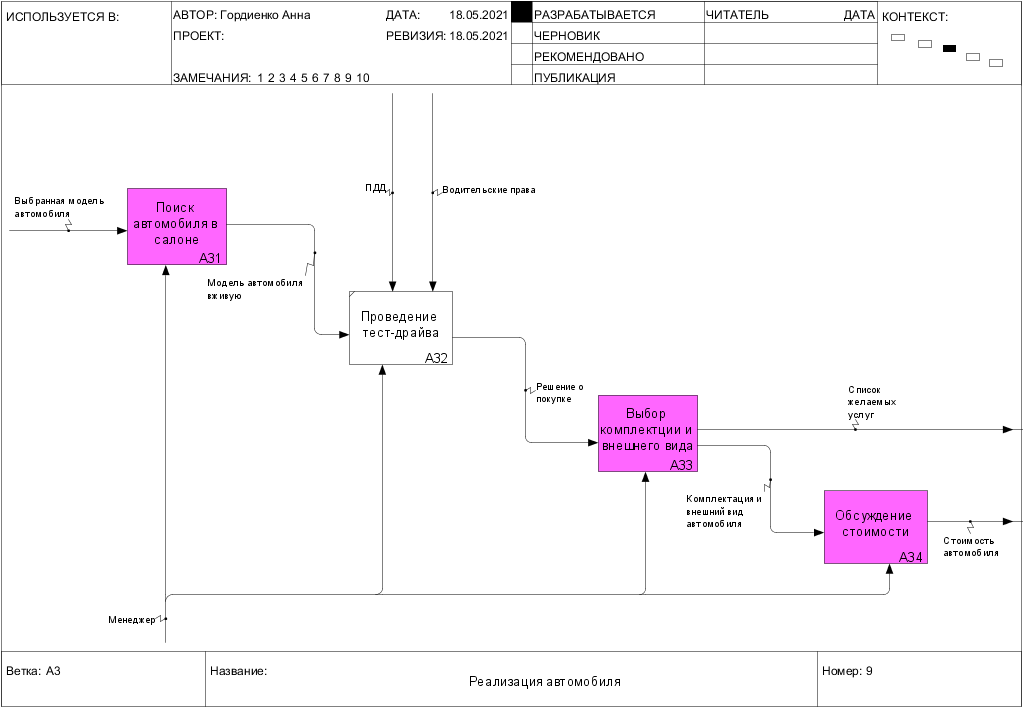 ИСПОЛЬЗУЕТСЯ В:
АВТОР: Гордиенко Анна
ДАТА: 18.05.2021
РАЗРАБАТЫВАЕТСЯ
ЧИТАТЕЛЬ
ДАТА
КОНТЕКСТ:
ПРОЕКТ:
РЕВИЗИЯ: 18.05.2021
ЧЕРНОВИК
РЕКОМЕНДОВАНО
ЗАМЕЧАНИЯ: 1 2 3 4 5 6 7 8 9 10
ПУБЛИКАЦИЯ
ПДД
Водительские права
Выбранная модель
автомобиля
Поиск
автомобиля в
салоне
A31
Модель автомобиля
вживую
Проведение
тест-драйва
A32
Решение о
покупке
Выбор
комплектции и
внешнего вида
A33
Список
желаемых
услуг
Комплектация и
внешний вид
автомобиля
Обсуждение
стоимости
A34
Стоимость
автомобиля
Менеджер
Ветка: A3
Название:
Реализация автомобиля
Номер: 9